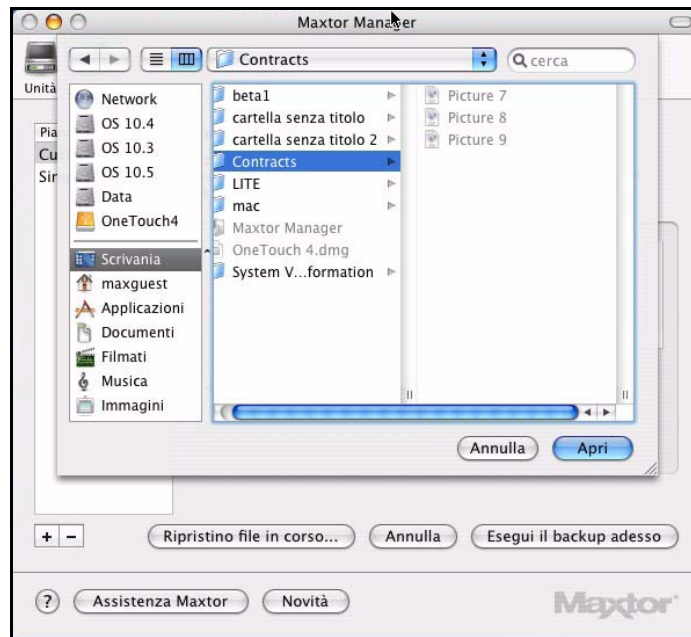 Maxtor Manager
Contracts
cerca
Unità
Network
OS 10.4
OS 10.3
OS 10.5
Data
OneTouch4
Scrivania
maxguest
Applicazioni
Documenti
Filmati
Musica
Immagini
beta1
cartella senza titolo
cartella senza titolo 2
Contracts
LITE
mac
Maxtor Manager
OneTouch 4.dmg
System V...formation
Picture 7
Picture 8
Picture 9
Pia
Cu
Sir
Annulla
Apri
+ -
Ripristino file in corso...
Annulla
Esegui il backup adesso
?
Assistenza Maxtor
Novità
Maxtor